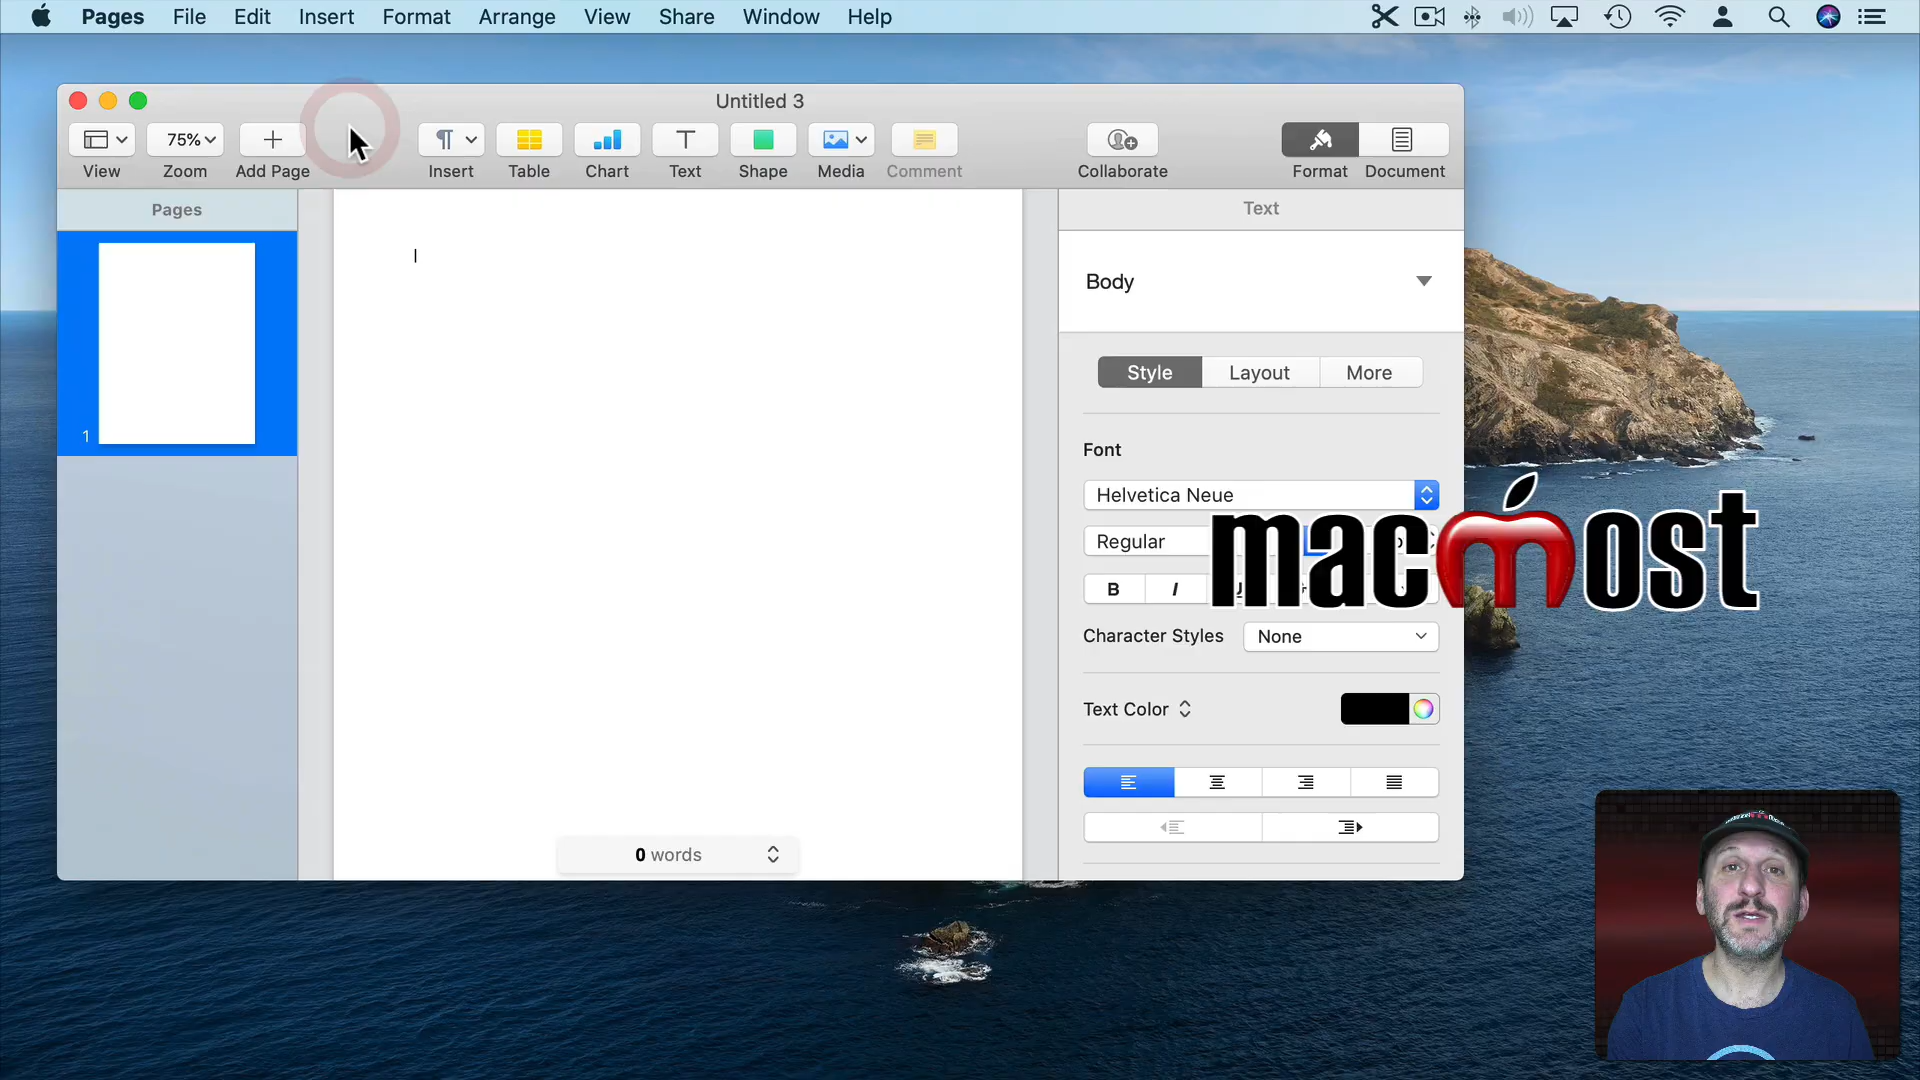 Pages File Edit Insert Format Arrange View Share Window Help
Untitled 3
75%
View Zoom Add Page Insert Table Chart Text Shape Media Comment Collaborate Format Document
Pages
Text
1
Body
Style Layout More
Font
Helvetica Neue
Regular
B I
macmost
Character Styles None
Text Color
0 words